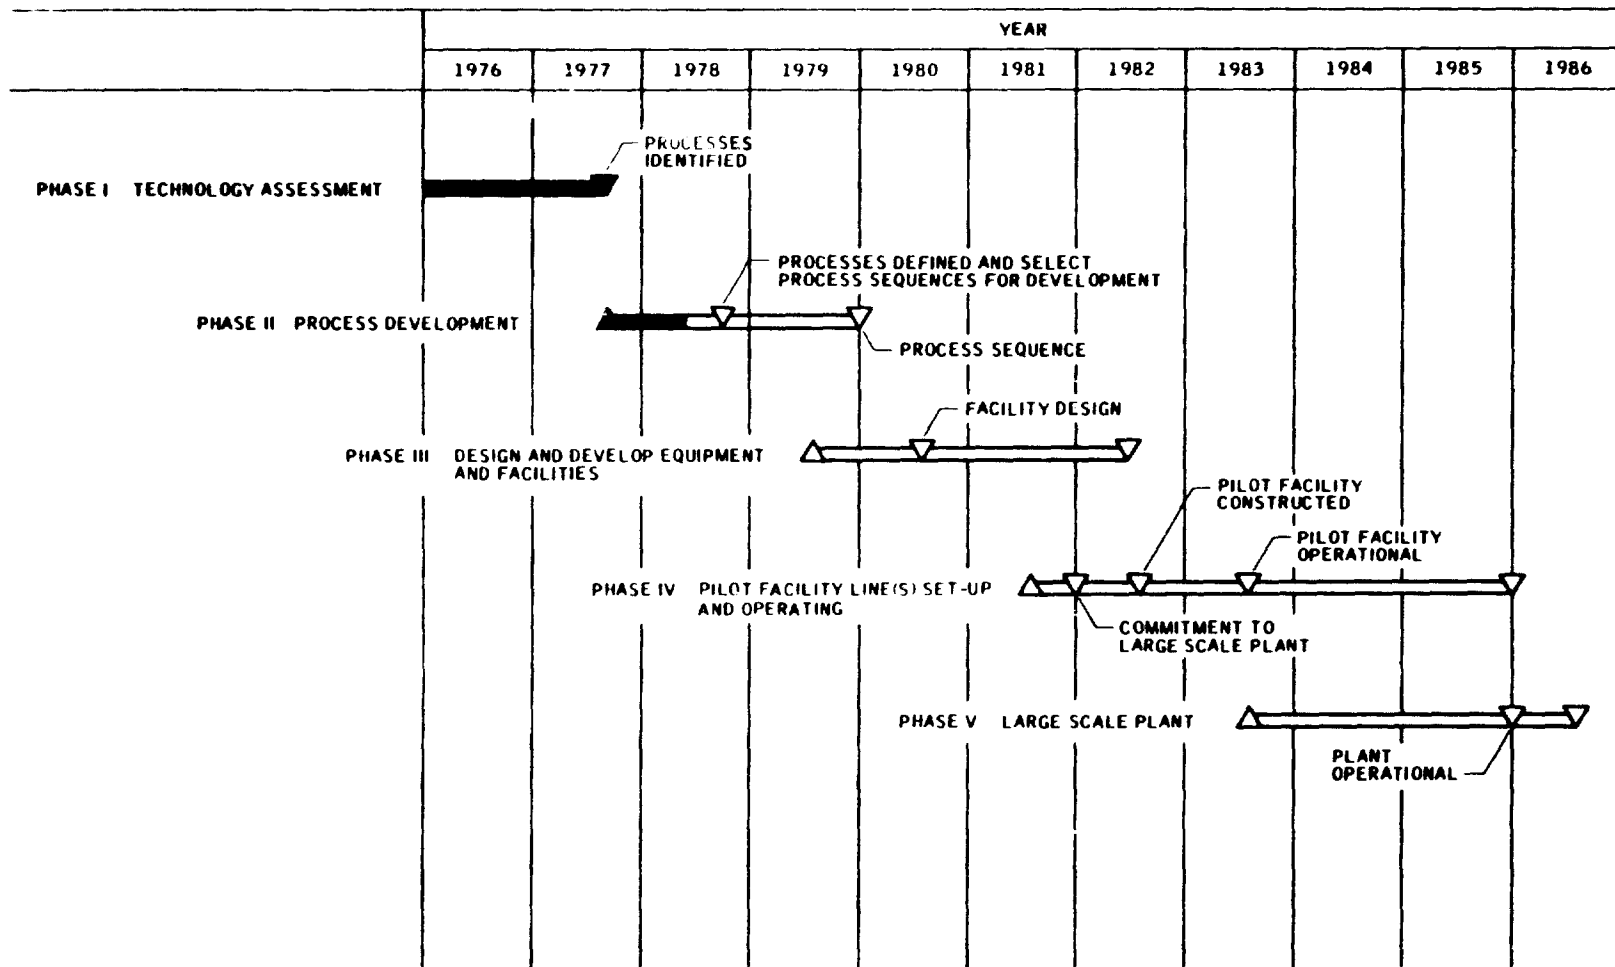 YEAR
1976 1977 1978 1979 1980 1981 1982 1983 1984 1985 1986
PROCESSES
IDENTIFIED
PHASE I TECHNOLOGY ASSESSMENT
PROCESSES DEFINED AND SELECT
PROCESS SEQUENCES FOR DEVELOPMENT
PHASE II PROCESS DEVELOPMENT
PROCESS SEQUENCE
FACILITY DESIGN
PHASE III DESIGN AND DEVELOP EQUIPMENT
AND FACILITIES
PILOT FACILITY
CONSTRUCTED
PILOT FACILITY
OPERATIONAL
PHASE IV PILOT FACILITY LINE(S) SET-UP
AND OPERATING
COMMITMENT TO
LARGE SCALE PLANT
PHASE V LARGE SCALE PLANT
PLANT
OPERATIONAL